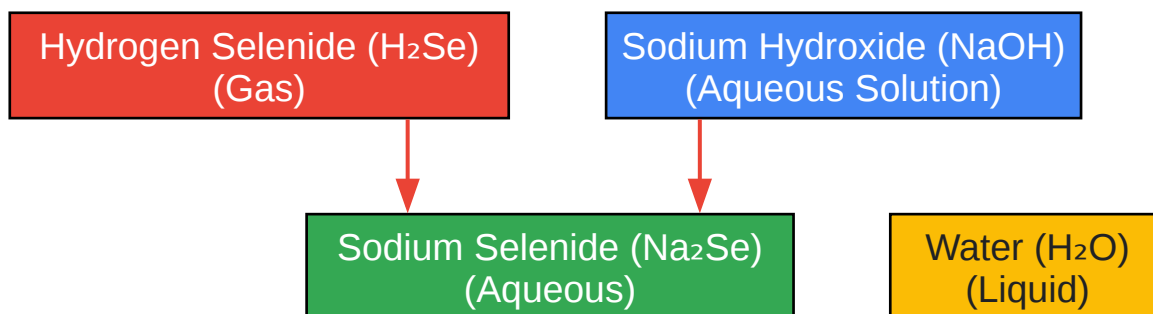 Hydrogen Selenide (H₂Se)
(Gas)
Sodium Hydroxide (NaOH)
(Aqueous Solution)
Sodium Selenide (Na₂Se)
(Aqueous)
Water (H₂O)
(Liquid)